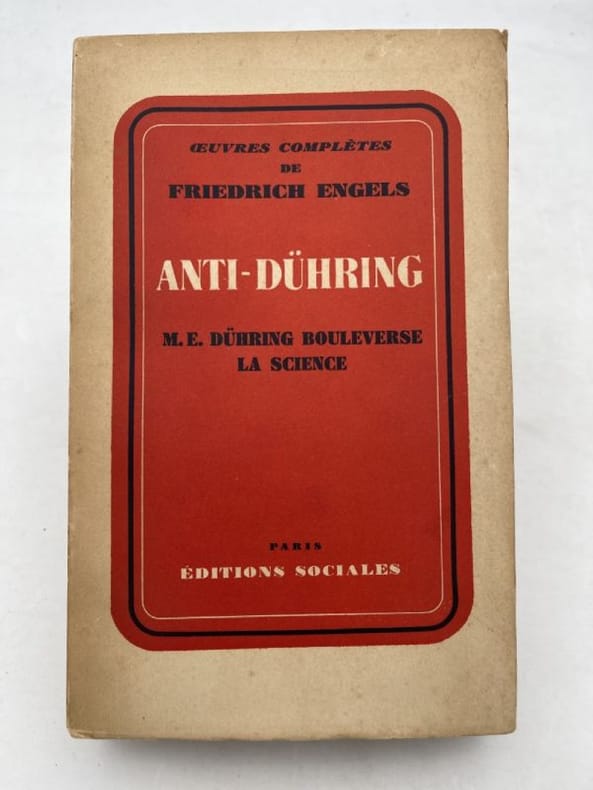 ŒUVRES COMPLÈTES
DE
FRIEDRICH ENGELS
ANTI-DÜHRING
M. E. DÜHRING BOULEVERSE
LA SCIENCE
PARIS
ÉDITIONS SOCIALES